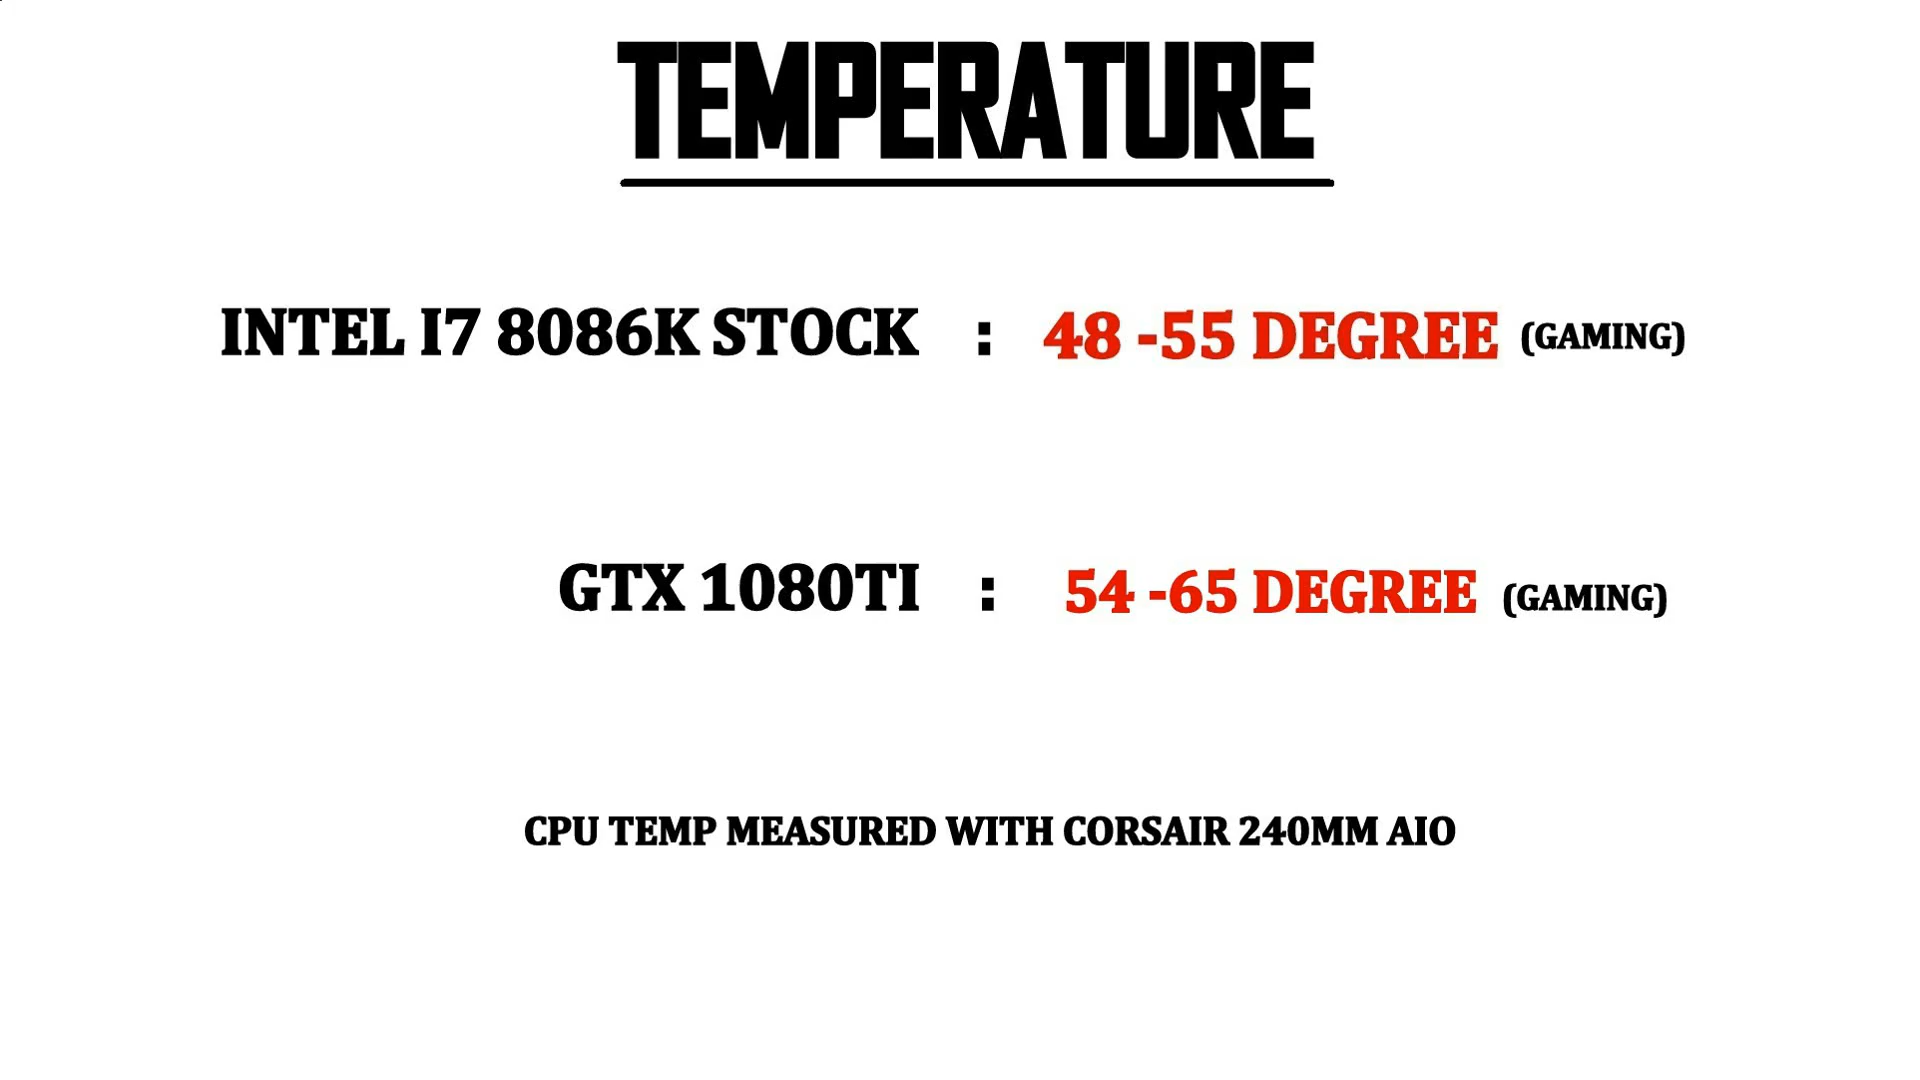 TEMPERATURE
INTEL I7 8086K STOCK : 48 -55 DEGREE (GAMING)
GTX 1080TI : 54 -65 DEGREE (GAMING)
CPU TEMP MEASURED WITH CORSAIR 240MM AIO